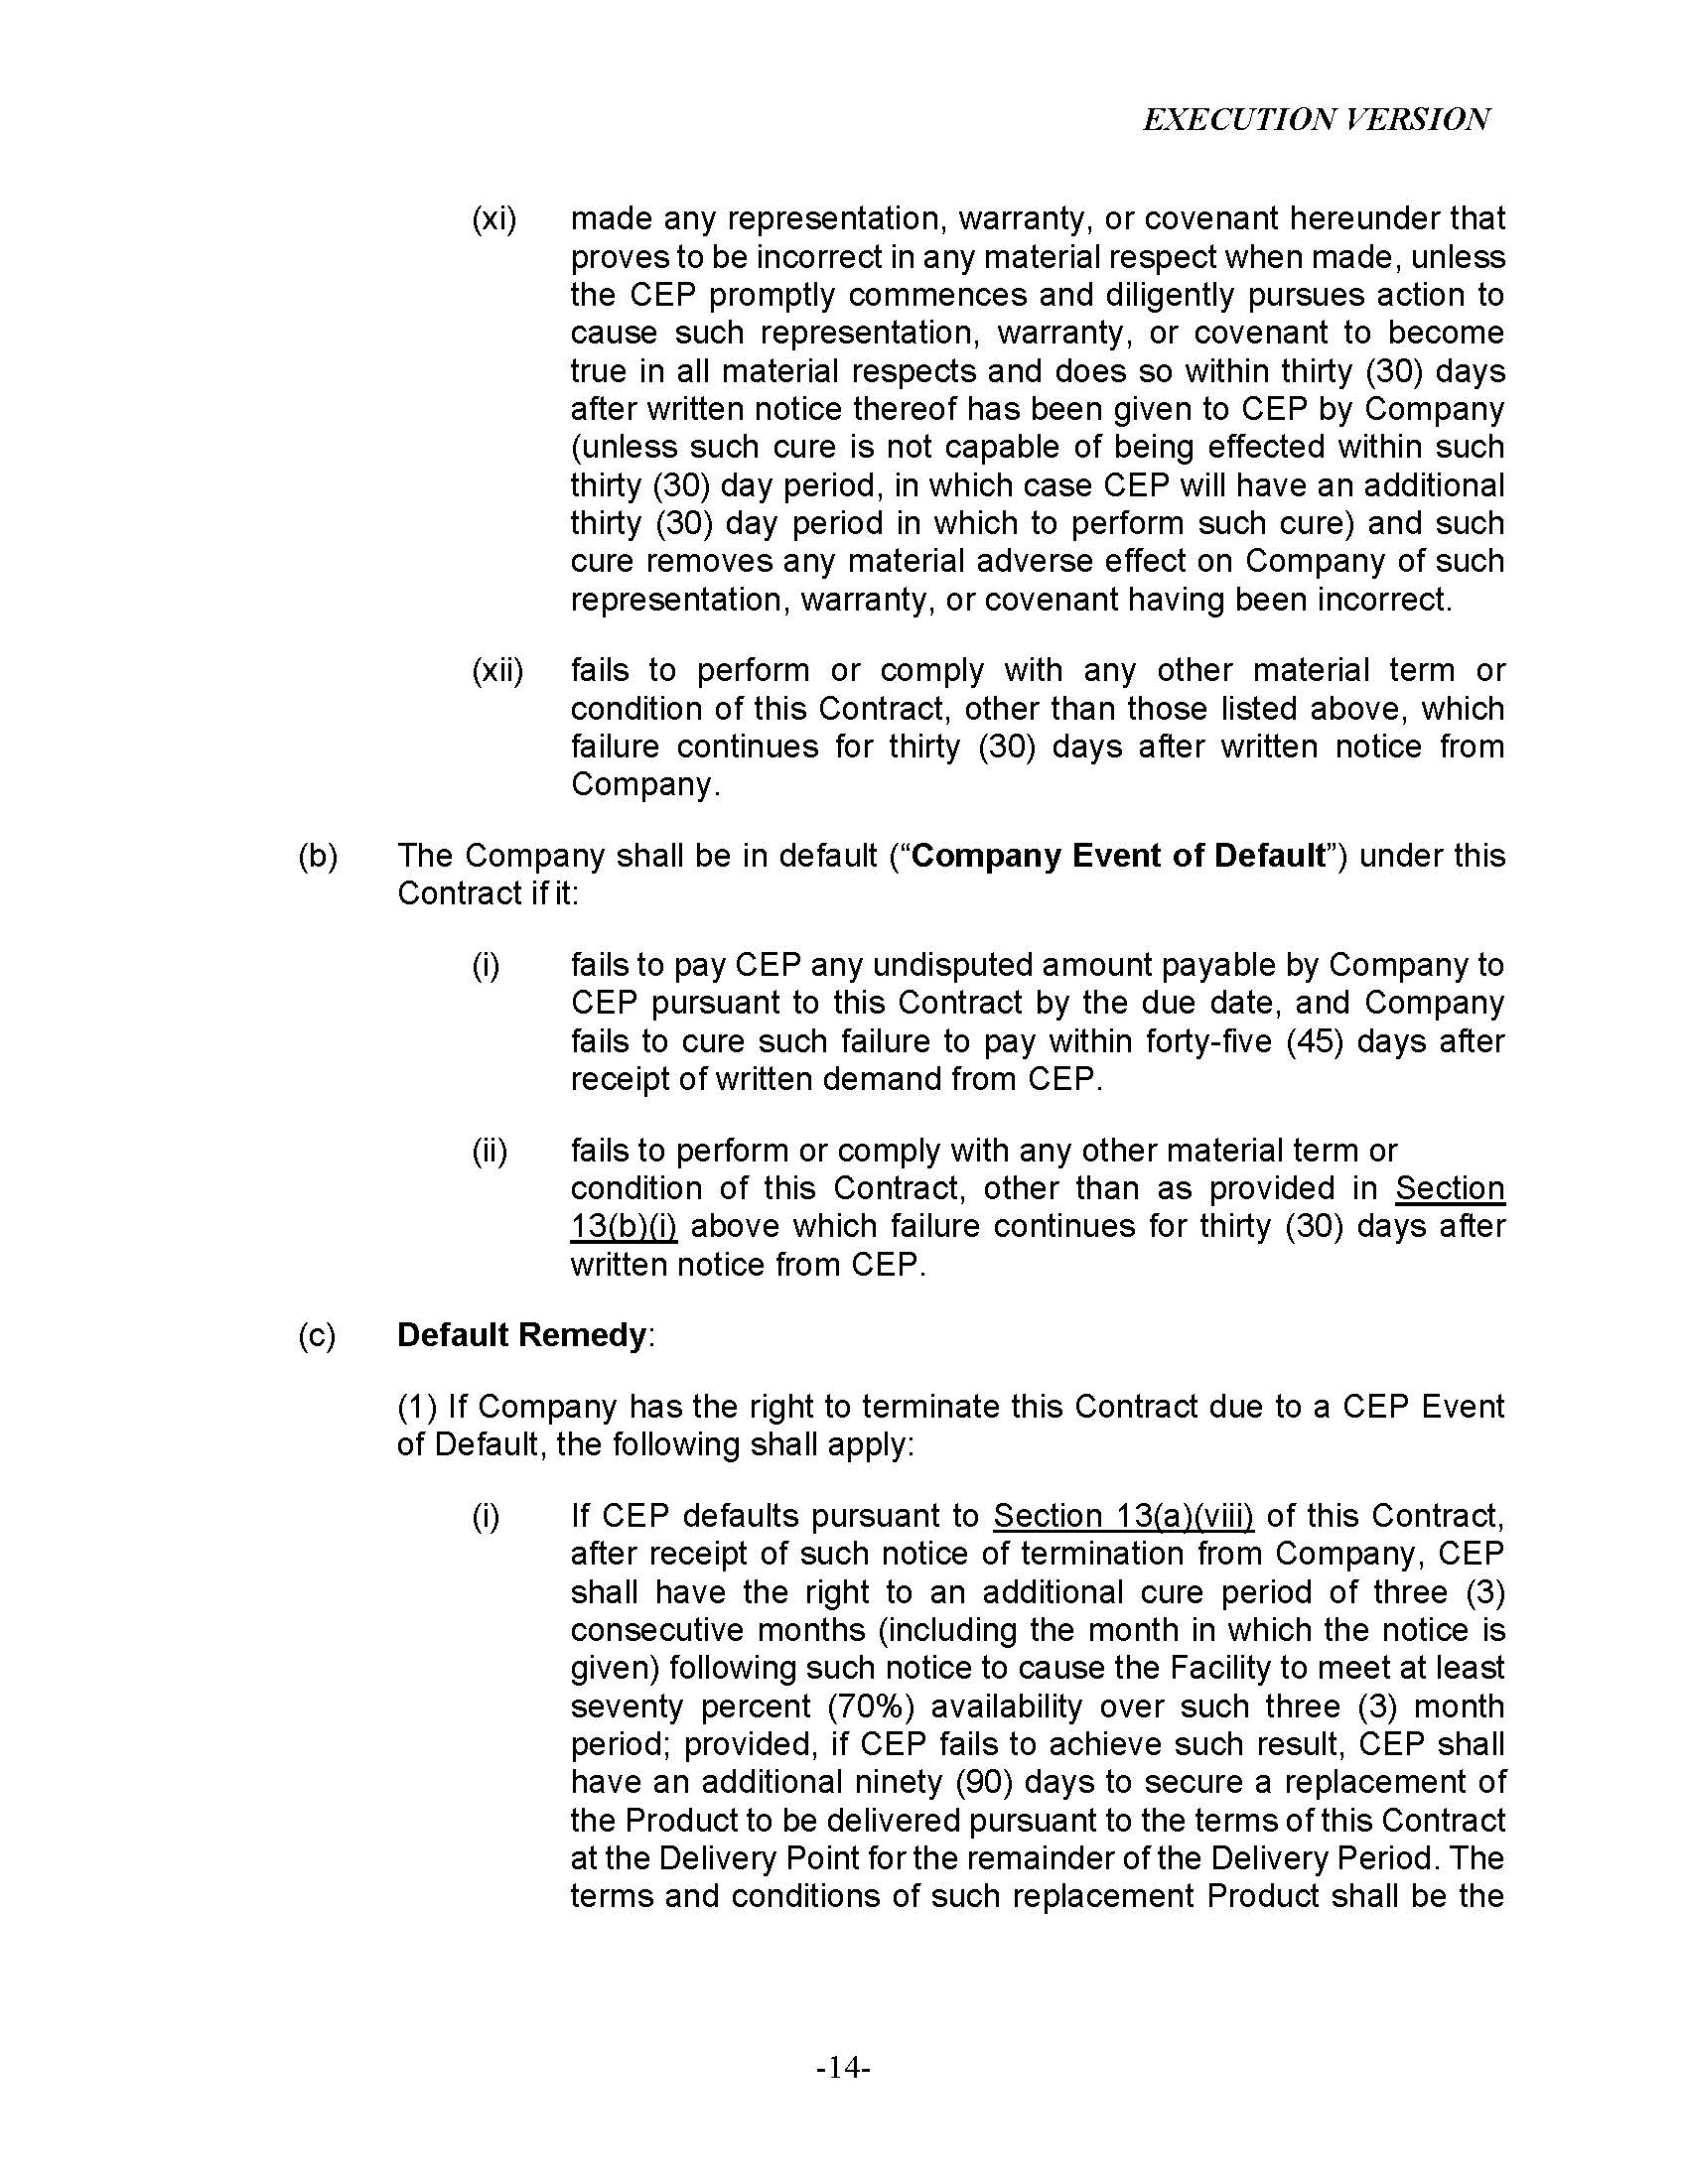 EXECUTION VERSION
(xi) made any representation, warranty, or covenant hereunder that
proves to be incorrect in any material respect when made, unless
the CEP promptly commences and diligently pursues action to
cause such representation, warranty, or covenant to become
true in all material respects and does so within thirty (30) days
after written notice thereof has been given to CEP by Company
(unless such cure is not capable of being effected within such
thirty (30) day period, in which case CEP will have an additional
thirty (30) day period in which to perform such cure) and such
cure removes any material adverse effect on Company of such
representation, warranty, or covenant having been incorrect.
(xii) fails to perform or comply with any other material term or
condition of this Contract, other than those listed above, which
failure continues for thirty (30) days after written notice from
Company.
(b) The Company shall be in default (“Company Event of Default”) under this
Contract if it:
(i) fails to pay CEP any undisputed amount payable by Company to
CEP pursuant to this Contract by the due date, and Company
fails to cure such failure to pay within forty-five (45) days after
receipt of written demand from CEP.
(ii) fails to perform or comply with any other material term or
condition of this Contract, other than as provided in Section
13(b)(i) above which failure continues for thirty (30) days after
written notice from CEP.
(c) Default Remedy:
(1) If Company has the right to terminate this Contract due to a CEP Event
of Default, the following shall apply:
(i) If CEP defaults pursuant to Section 13(a)(viii) of this Contract,
after receipt of such notice of termination from Company, CEP
shall have the right to an additional cure period of three (3)
consecutive months (including the month in which the notice is
given) following such notice to cause the Facility to meet at least
seventy percent (70%) availability over such three (3) month
period; provided, if CEP fails to achieve such result, CEP shall
have an additional ninety (90) days to secure a replacement of
the Product to be delivered pursuant to the terms of this Contract
at the Delivery Point for the remainder of the Delivery Period. The
terms and conditions of such replacement Product shall be the
-14-